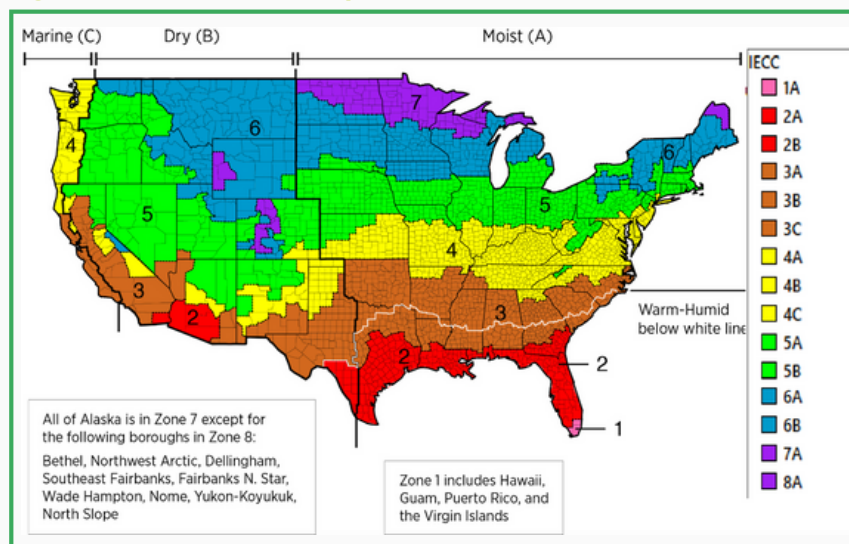 Marine (C)
Dry (B)
Moist (A)
IECC
1A
2A
2B
3A
3B
3C
4A
4B
4C
5A
5B
6A
6B
7A
8A
7
6
4
6
5
5
4
3
3
2
2
2
1
Warm-Humid
below white line
All of Alaska is in Zone 7 except for
the following boroughs in Zone 8:
Bethel, Northwest Arctic, Dellingham,
Southeast Fairbanks, Fairbanks N. Star,
Wade Hampton, Nome, Yukon-Koyukuk,
North Slope
Zone 1 includes Hawaii,
Guam, Puerto Rico, and
the Virgin Islands